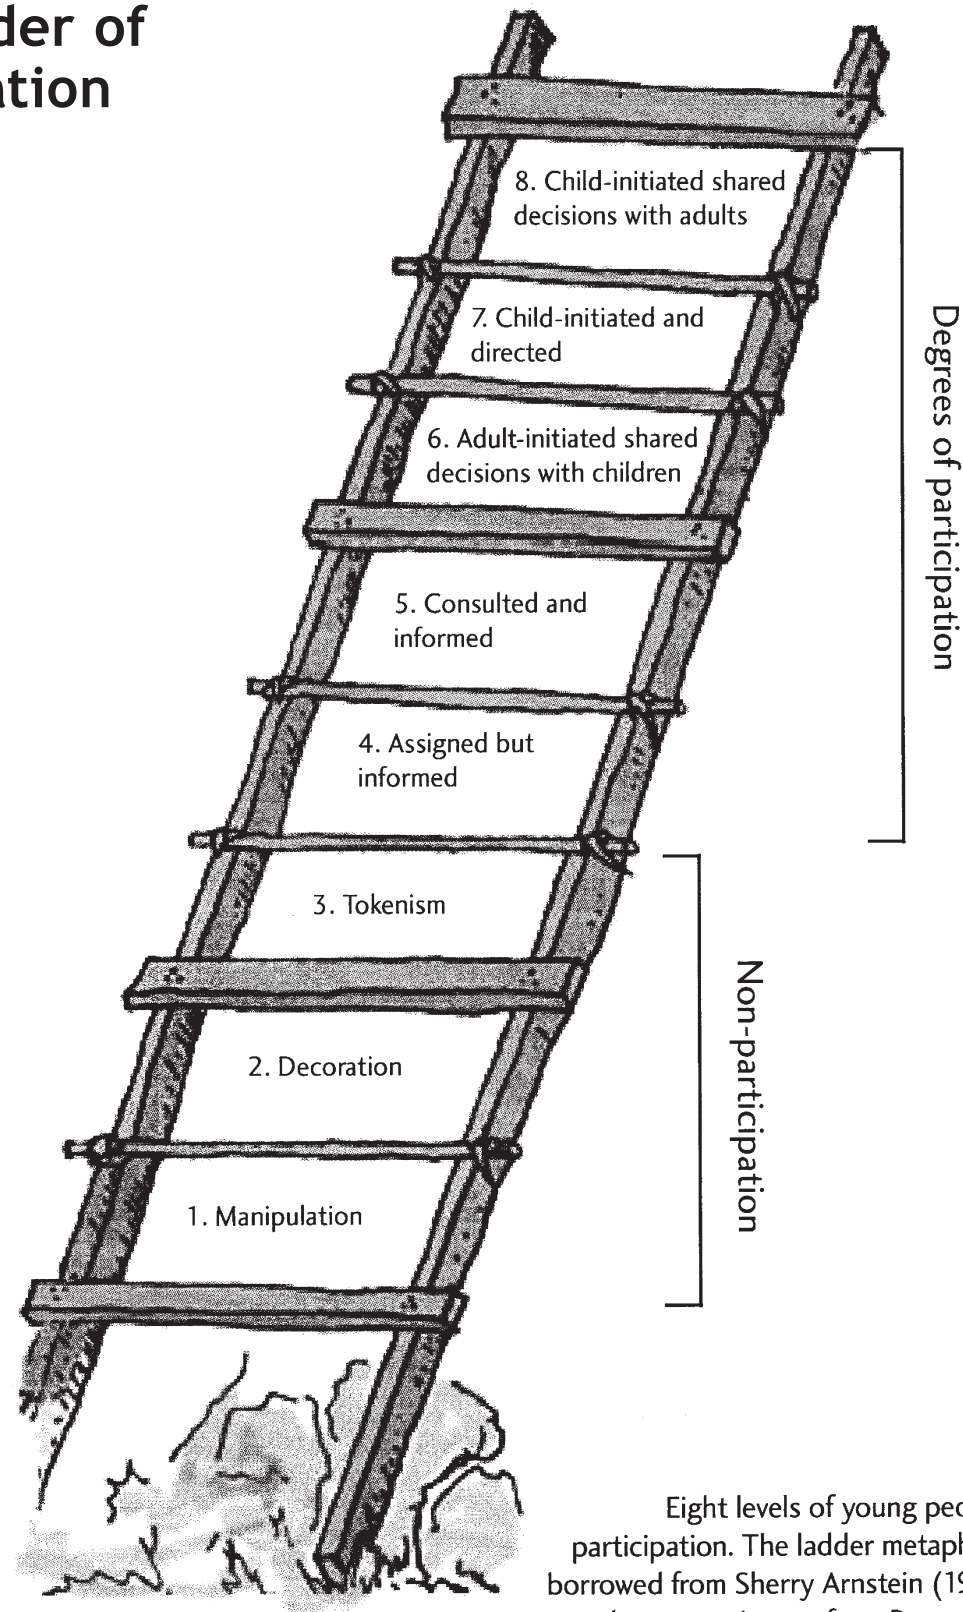 der of
ation
8. Child-initiated shared
decisions with adults
7. Child-initiated and
directed
6. Adult-initiated shared
decisions with children
5. Consulted and
informed
4. Assigned but
informed
3. Tokenism
2. Decoration
1. Manipulation
Degrees of participation
Non-participation
Eight levels of young peo
participation. The ladder metaph
borrowed from Sherry Arnstein (19